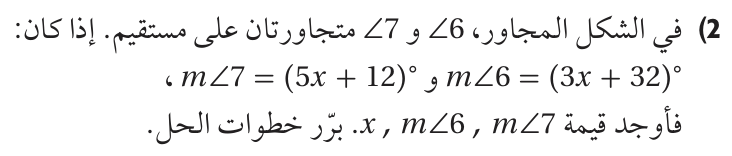 2) في الشكل المجاور، ∠6 و ∠7 متجاورتان على مستقيم. إذا كان:
m∠6 = (3x + 32)° و m∠7 = (5x + 12)° ،
فأوجد قيمة x , m∠6 , m∠7. برّر خطوات الحل.